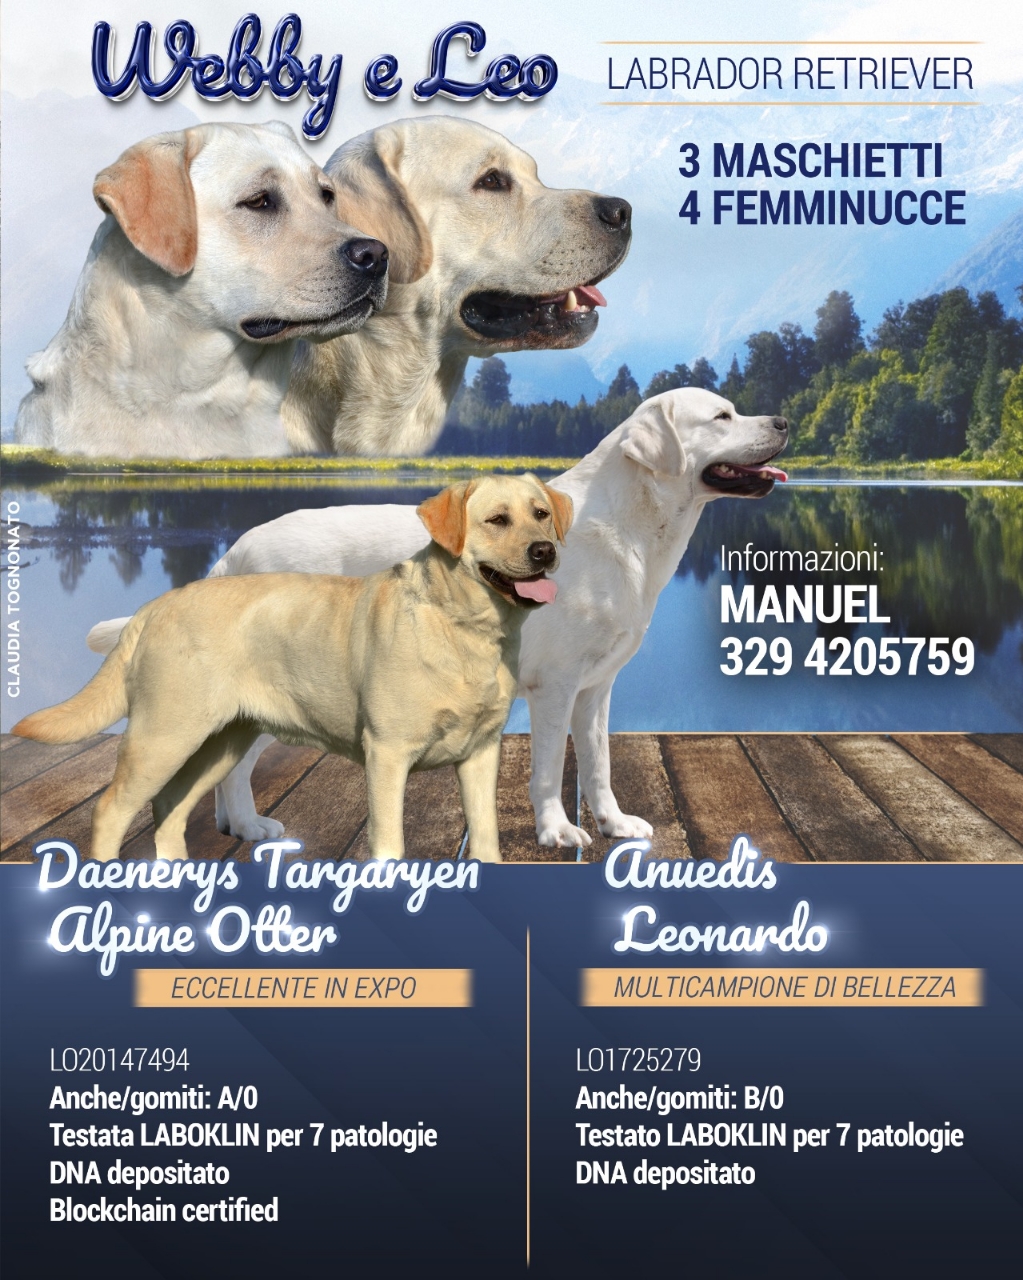 Webby e Leo
LABRADOR RETRIEVER
3 MASCHIETTI
4 FEMMINUCCE
CLAUDIA TOGNONATO
Informazioni:
MANUEL
329 4205759
Daenerys Targaryen
Alpine Otter
ECCELLENTE IN EXPO
LO20147494
Anche/gomiti: A/0
Testata LABOKLIN per 7 patologie
DNA depositato
Blockchain certified
Anuedis
Leonardo
MULTICAMPIONE DI BELLEZZA
LO1725279
Anche/gomiti: B/0
Testato LABOKLIN per 7 patologie
DNA depositato